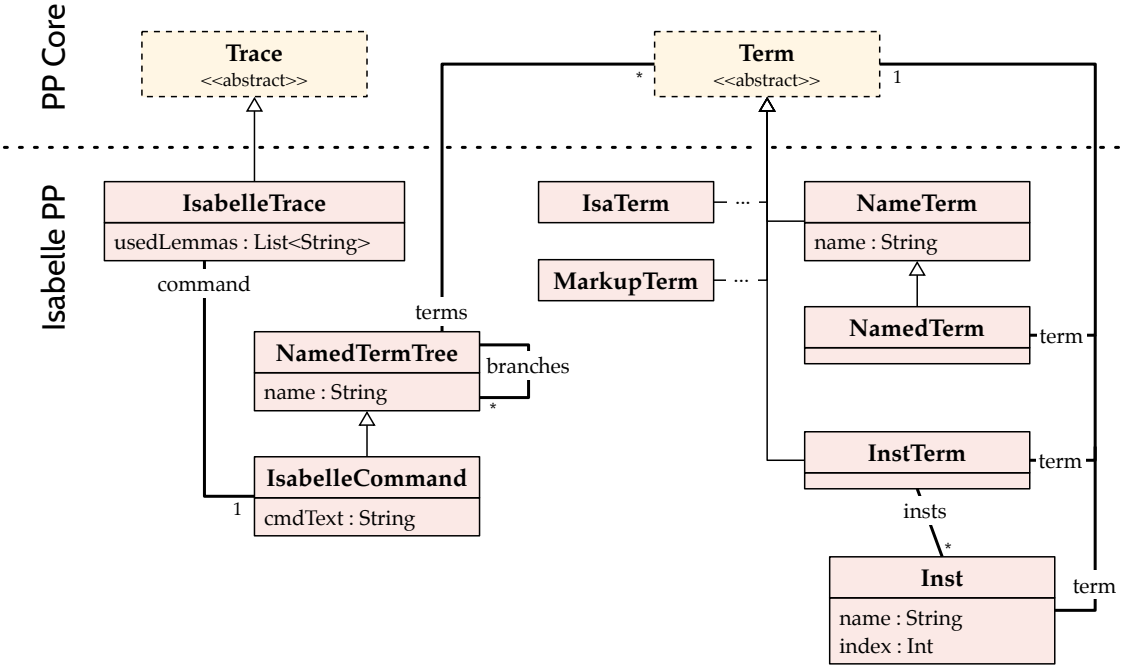 PP Core
Trace
<<abstract>>
Term
<<abstract>>
*
1
Isabelle PP
IsabelleTrace
usedLemmas : List<String>
command
IsaTerm
...
NameTerm
name : String
MarkupTerm
...
terms
NamedTerm
term
NamedTermTree
name : String
branches
*
IsabelleCommand
cmdText : String
1
InstTerm
term
insts
*
Inst
name : String
index : Int
term